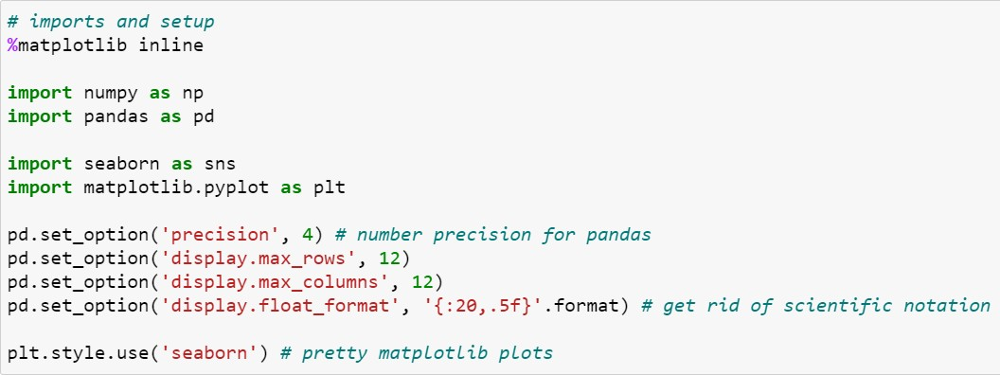 # imports and setup
%matplotlib inline
import numpy as np
import pandas as pd
import seaborn as sns
import matplotlib.pyplot as plt
pd.set_option('precision', 4) # number precision for pandas
pd.set_option('display.max_rows', 12)
pd.set_option('display.max_columns', 12)
pd.set_option('display.float_format', '{:20,.5f}'.format) # get rid of scientific notation
plt.style.use('seaborn') # pretty matplotlib plots